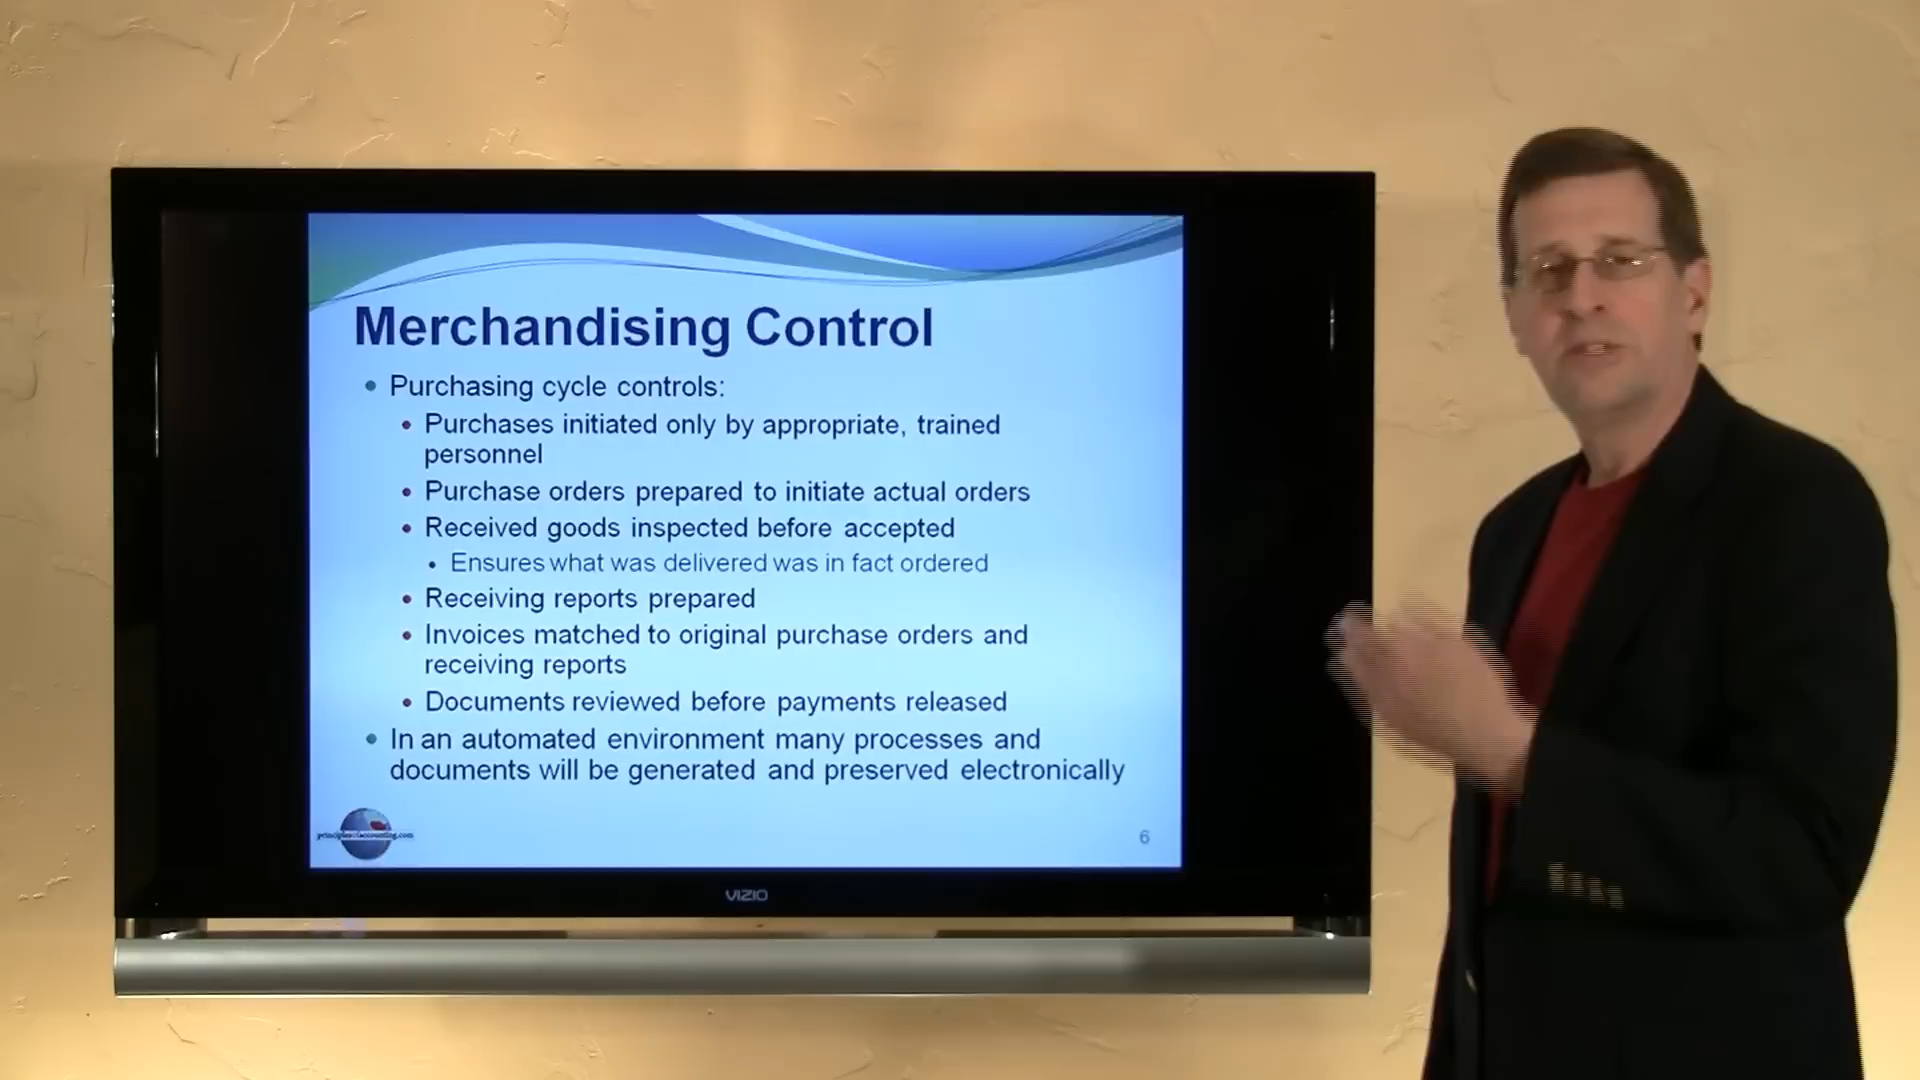 Merchandising Control
• Purchasing cycle controls:
• Purchases initiated only by appropriate, trained
personnel
• Purchase orders prepared to initiate actual orders
• Received goods inspected before accepted
• Ensures what was delivered was in fact ordered
• Receiving reports prepared
• Invoices matched to original purchase orders and
receiving reports
• Documents reviewed before payments released
• In an automated environment many processes and
documents will be generated and preserved electronically
principlesofaccounting.com
6
VIZIO